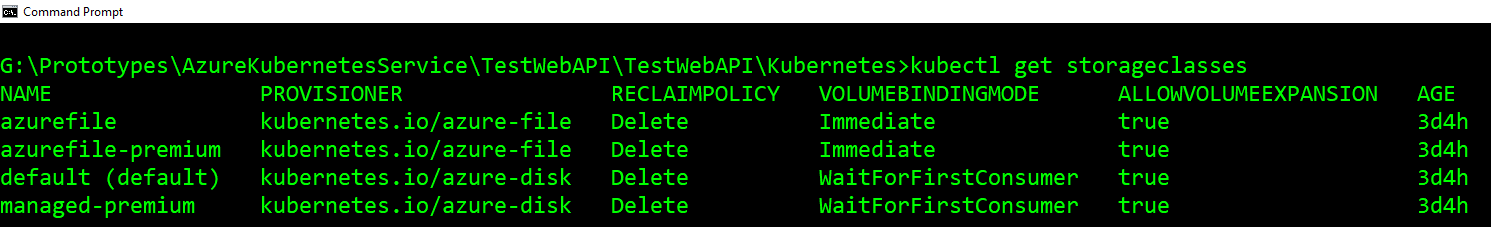 Command Prompt
G:\Prototypes\AzureKubernetesService\TestWebAPI\TestWebAPI\Kubernetes>kubectl get storageclasses
NAME PROVISIONER RECLAIMPOLICY VOLUMEBINDINGMODE ALLOWVOLUMEEXPANSION AGE
azurefile kubernetes.io/azure-file Delete Immediate true 3d4h
azurefile-premium kubernetes.io/azure-file Delete Immediate true 3d4h
default (default) kubernetes.io/azure-disk Delete WaitForFirstConsumer true 3d4h
managed-premium kubernetes.io/azure-disk Delete WaitForFirstConsumer true 3d4h